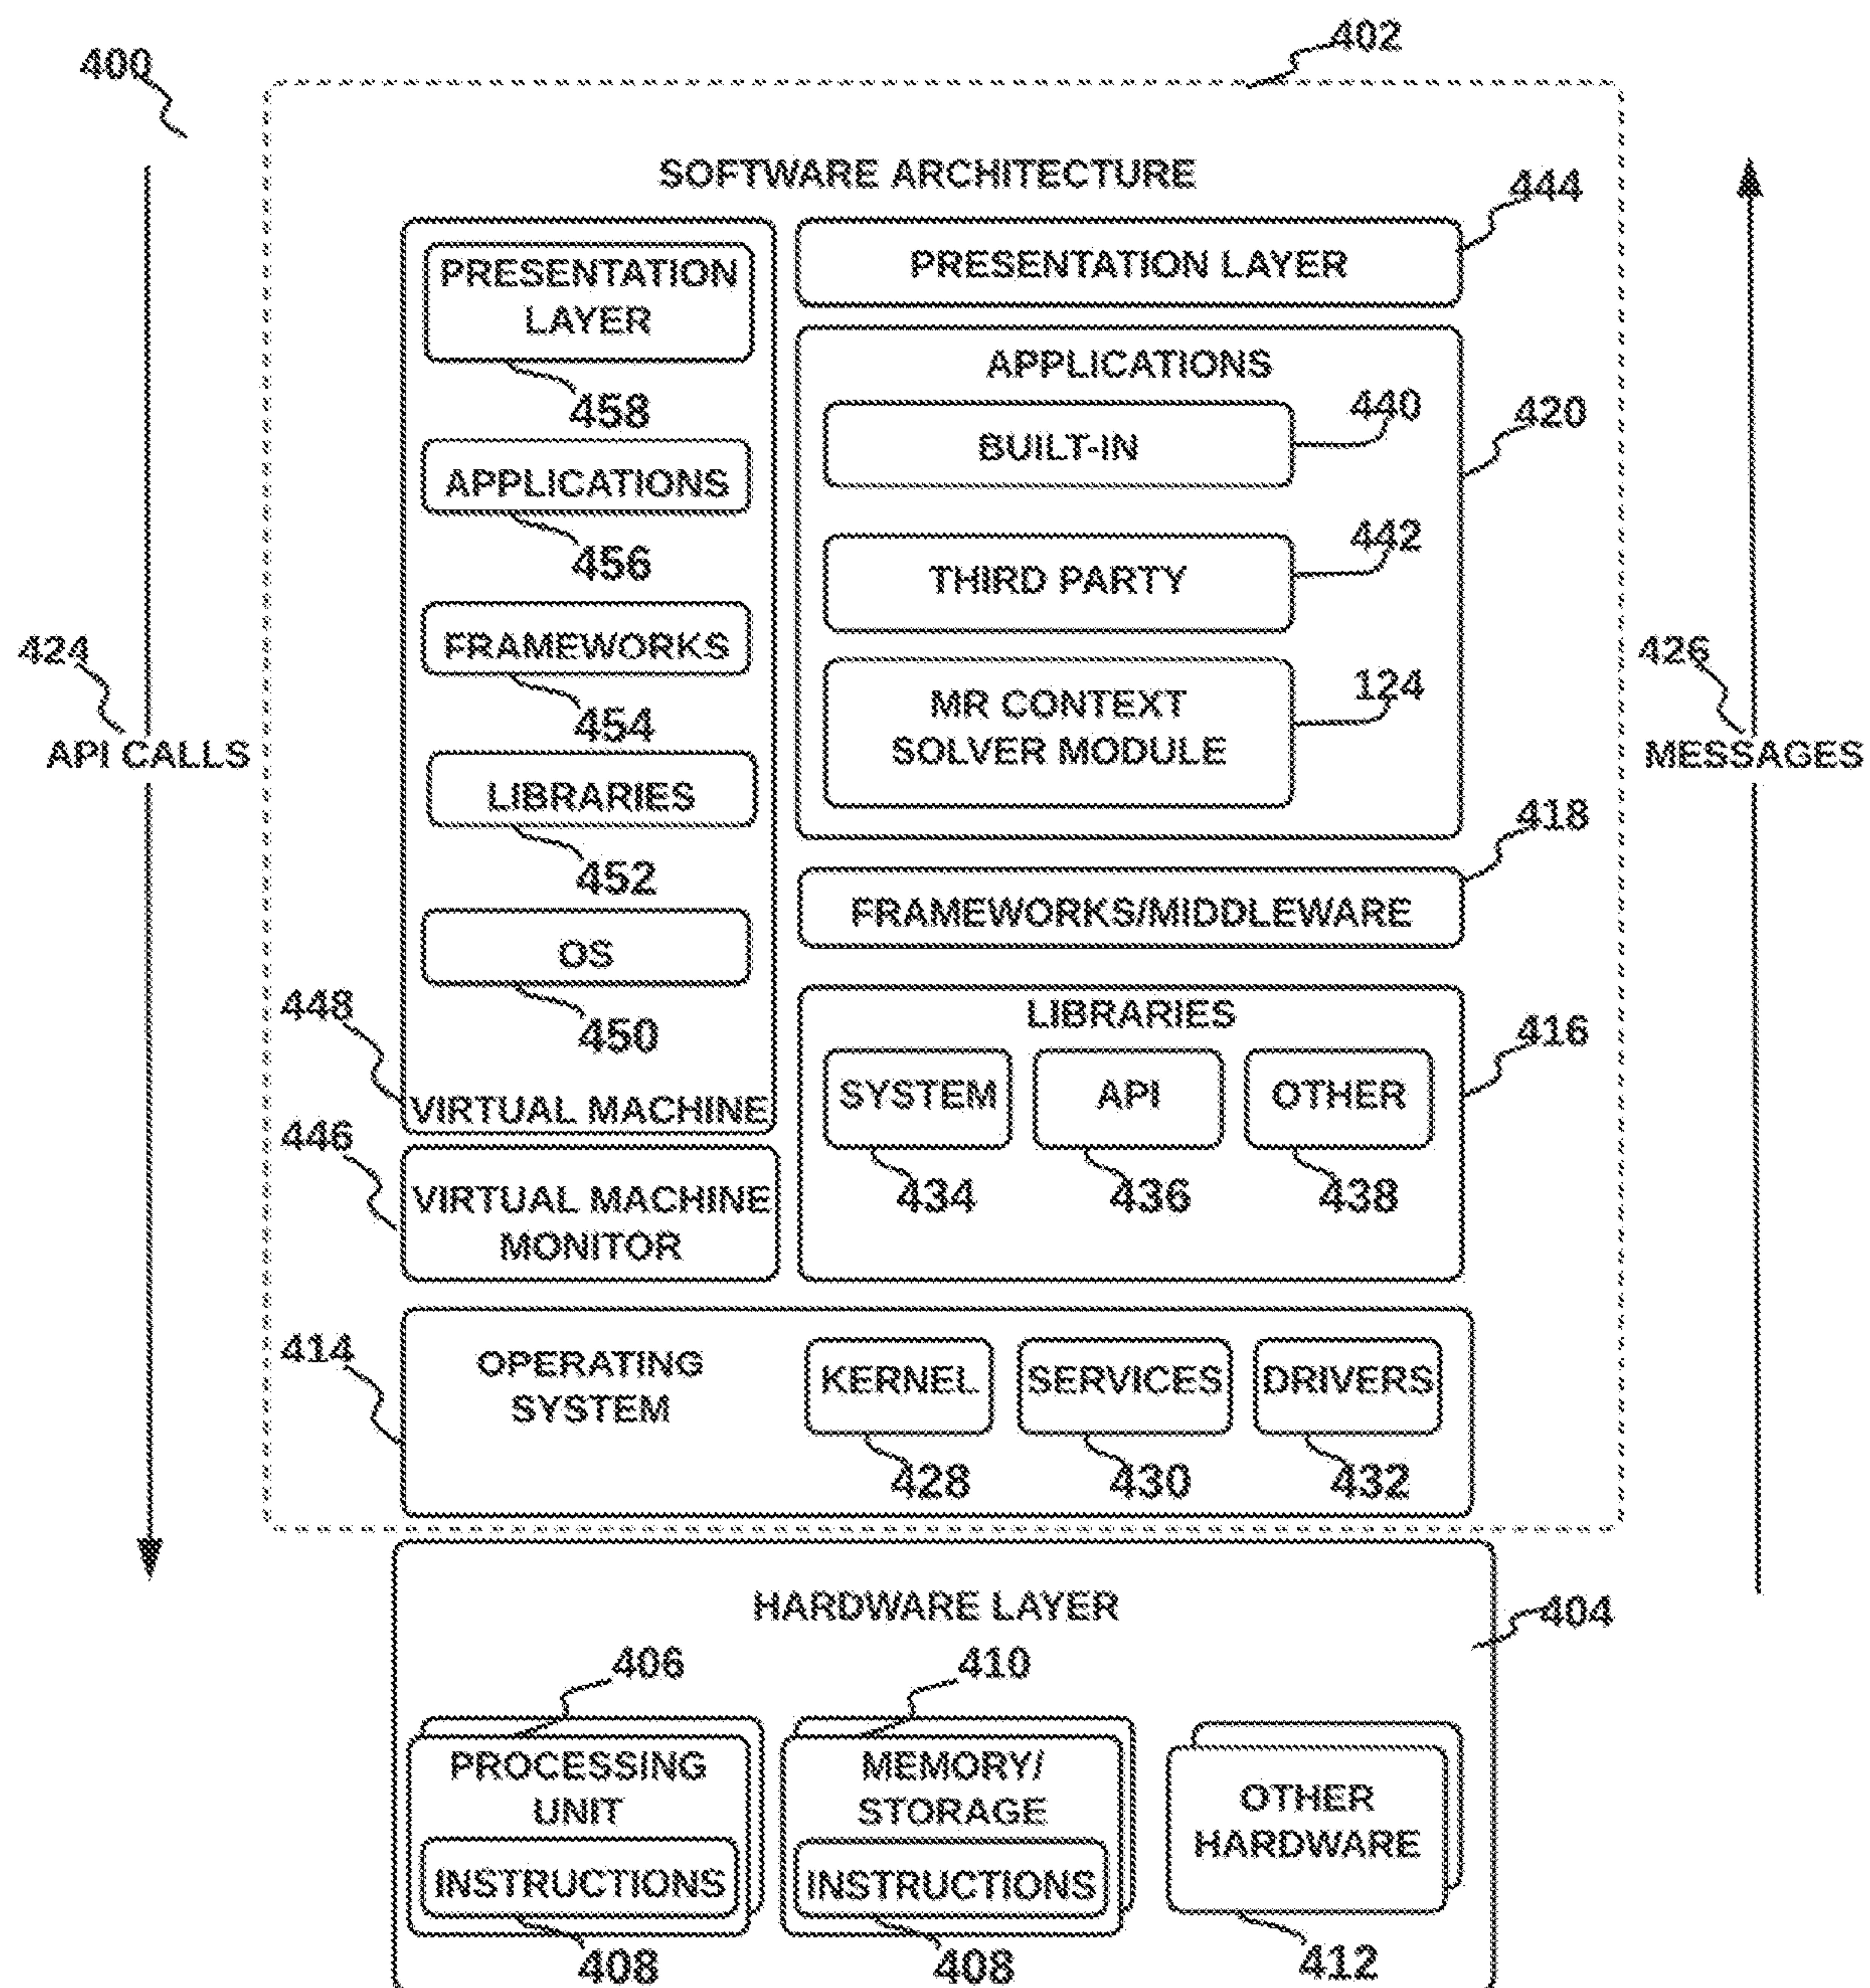 400
402
SOFTWARE ARCHITECTURE
444
PRESENTATION
LAYER
458
APPLICATIONS
456
FRAMEWORKS
454
LIBRARIES
452
OS
450
448
VIRTUAL MACHINE
446
VIRTUAL MACHINE
MONITOR
PRESENTATION LAYER
APPLICATIONS
420
BUILT-IN
440
THIRD PARTY
442
MR CONTEXT
SOLVER MODULE
124
418
FRAMEWORKS/MIDDLEWARE
LIBRARIES
416
SYSTEM
API
OTHER
434
436
438
424
API CALLS
426
MESSAGES
414
OPERATING
SYSTEM
KERNEL
SERVICES
DRIVERS
428
430
432
HARDWARE LAYER
404
406
410
PROCESSING
UNIT
INSTRUCTIONS
408
MEMORY/
STORAGE
INSTRUCTIONS
408
OTHER
HARDWARE
412